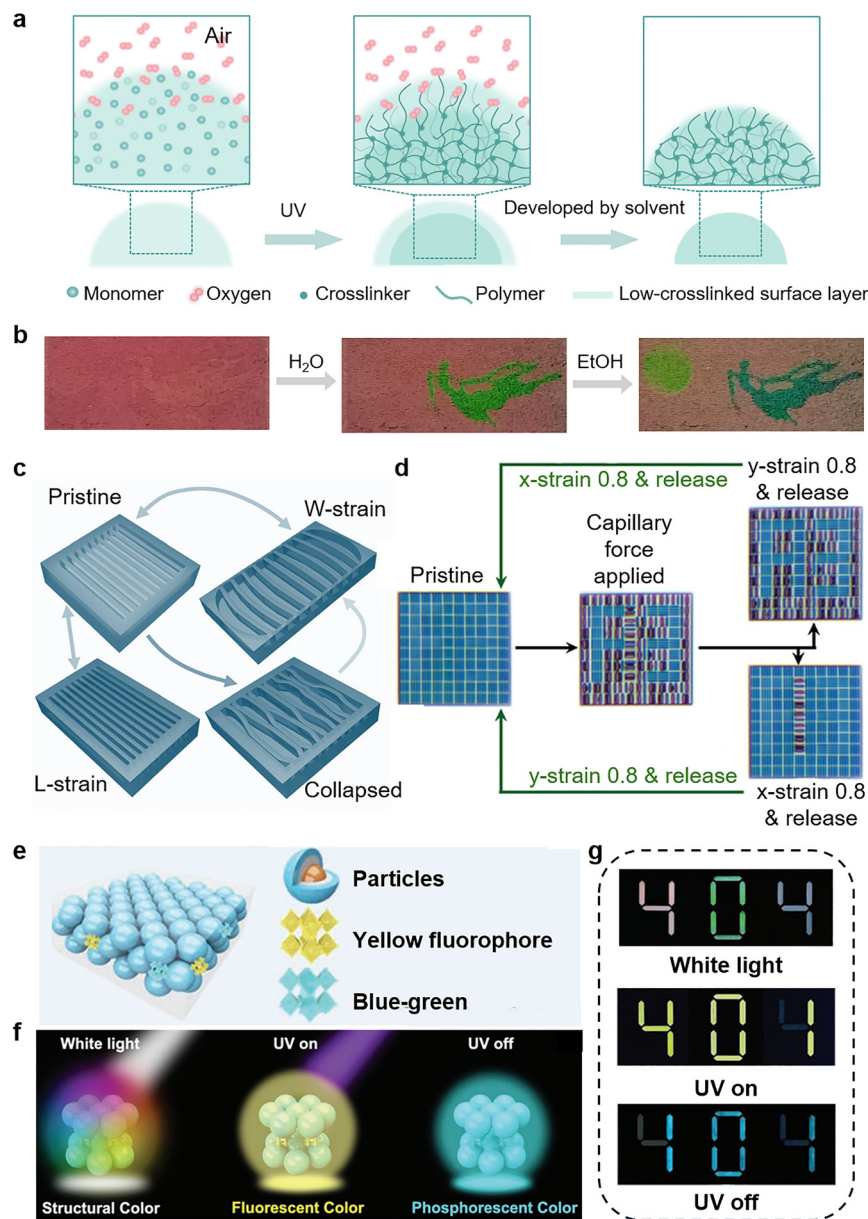 a
Air
UV
Developed by solvent
Monomer Oxygen Crosslinker Polymer Low-crosslinked surface layer
b
H₂O
EtOH
c
Pristine
W-strain
L-strain
Collapsed
d
x-strain 0.8 & release
y-strain 0.8
& release
Capillary
force
applied
Pristine
y-strain 0.8 & release
x-strain 0.8
& release
e
Particles
Yellow fluorophore
Blue-green
f
White light UV on UV off
Structural Color Fluorescent Color Phosphorescent Color
g
404
White light
401
UV on
404
UV off